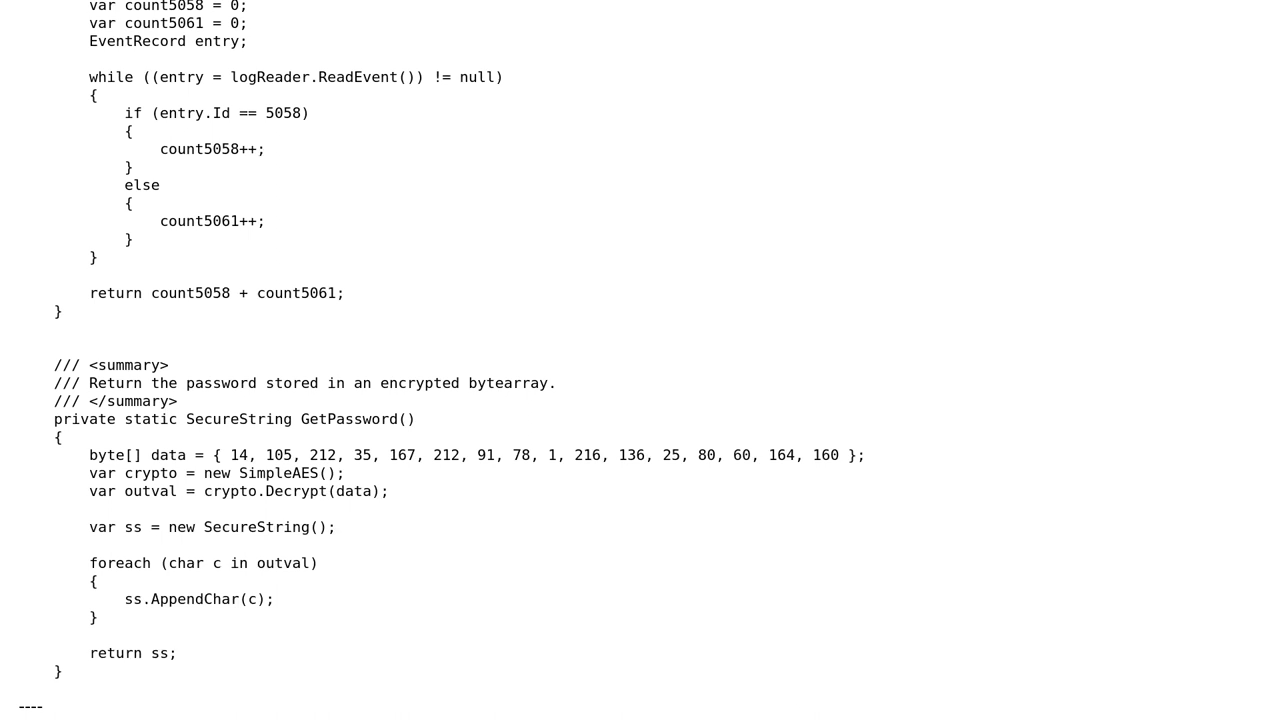 var count5058 = 0;
var count5061 = 0;
EventRecord entry;
while ((entry = logReader.ReadEvent()) != null)
{
if (entry.Id == 5058)
{
count5058++;
}
else
{
count5061++;
}
}
return count5058 + count5061;
}
/// <summary>
/// Return the password stored in an encrypted bytearray.
/// </summary>
private static SecureString GetPassword()
{
byte[] data = { 14, 105, 212, 35, 167, 212, 91, 78, 1, 216, 136, 25, 80, 60, 164, 160 };
var crypto = new SimpleAES();
var outval = crypto.Decrypt(data);
var ss = new SecureString();
foreach (char c in outval)
{
ss.AppendChar(c);
}
return ss;
}
----